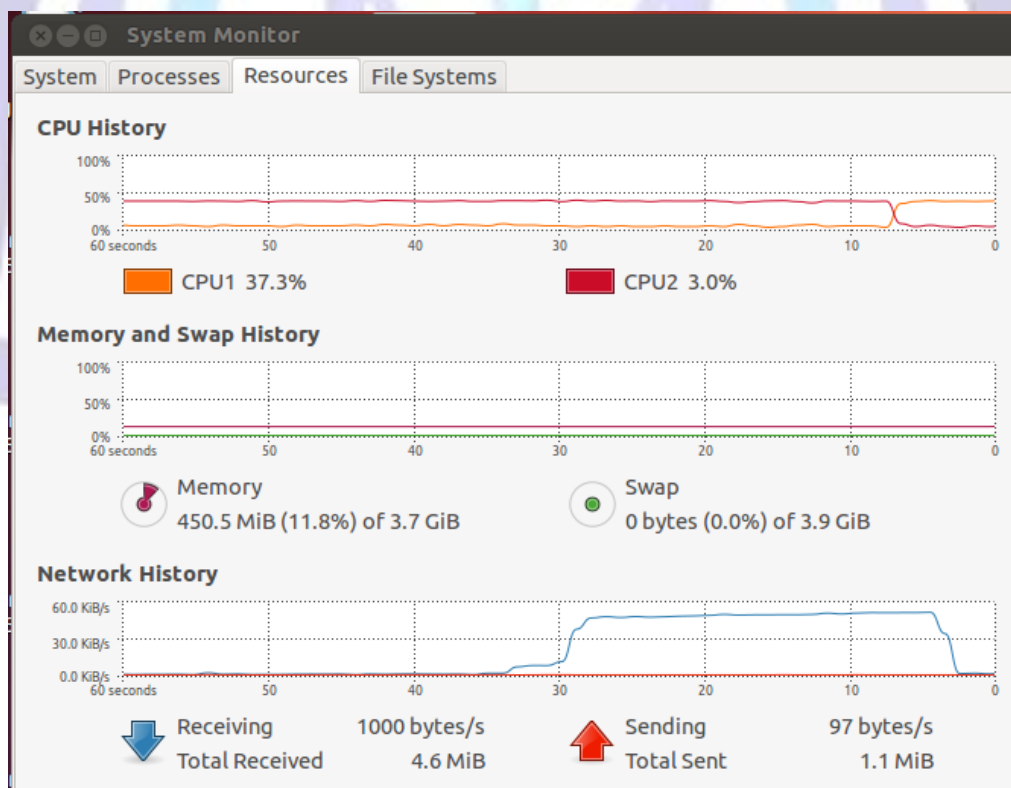 System Monitor
System Processes Resources File Systems
CPU History
100%
50%
0%
60 seconds 50 40 30 20 10 0
CPU1 37.3% CPU2 3.0%
Memory and Swap History
100%
50%
0%
60 seconds 50 40 30 20 10 0
Memory Swap
450.5 MiB (11.8%) of 3.7 GiB 0 bytes (0.0%) of 3.9 GiB
Network History
60.0 KiB/s
30.0 KiB/s
0.0 KiB/s
60 seconds 50 40 30 20 10 0
Receiving 1000 bytes/s Sending 97 bytes/s
Total Received 4.6 MiB Total Sent 1.1 MiB